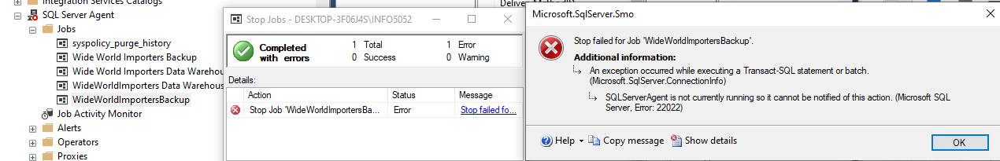 Integration Services Catalogs
SQL Server Agent
Jobs
syspolicy_purge_history
Wide World Importers Backup
Wide World Importers Data Warehou
WideWorldImporters Data Warehous
WideWorldImportersBackup
Job Activity Monitor
Alerts
Operators
Proxies
Stop Jobs - DESKTOP-3F06J4S\INFO5052
Completed with errors
1 Total 1 Error
0 Success 0 Warning
Details:
Action Status Message
Stop Job 'WideWorldImportersBa... Error Stop failed fo...
Microsoft.SqlServer.Smo
Stop failed for Job 'WideWorldImportersBackup'.
Additional information:
An exception occurred while executing a Transact-SQL statement or batch.
(Microsoft.SqlServer.ConnectionInfo)
SQLServerAgent is not currently running so it cannot be notified of this action. (Microsoft SQL
Server, Error: 22022)
Help Copy message Show details
OK